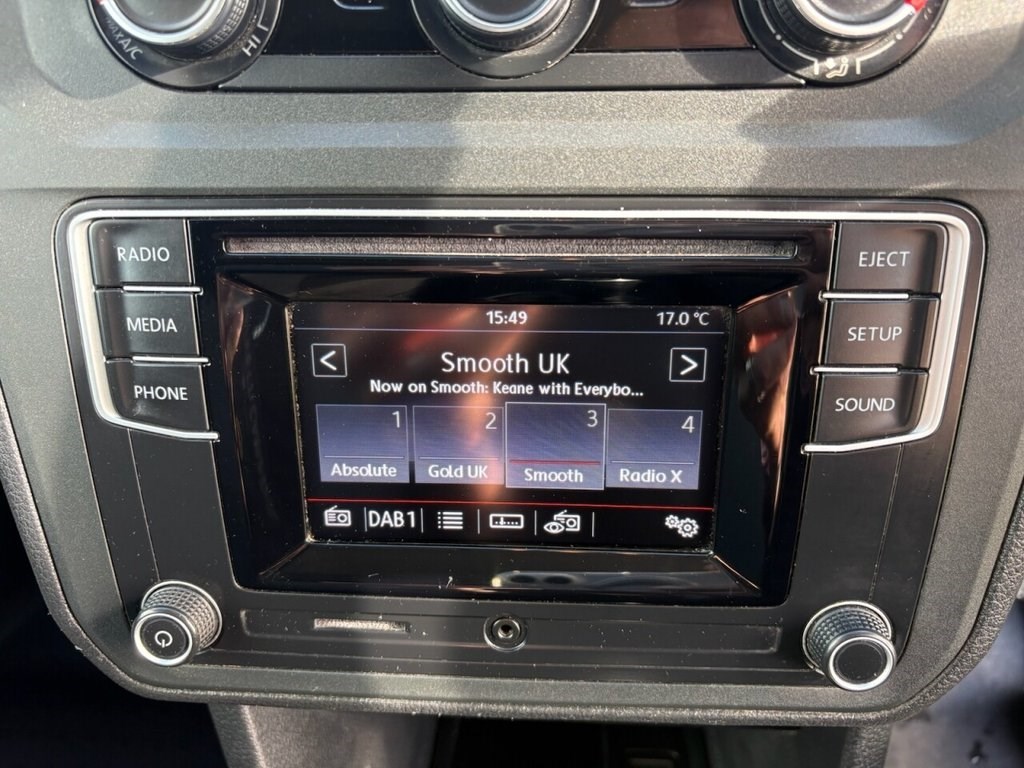 MAX A/C
HI
RADIO
MEDIA
PHONE
EJECT
SETUP
SOUND
15:49
17.0 °C
<
Smooth UK
>
Now on Smooth: Keane with Everybo...
1 2 3 4
Absolute Gold UK Smooth Radio X
DAB1